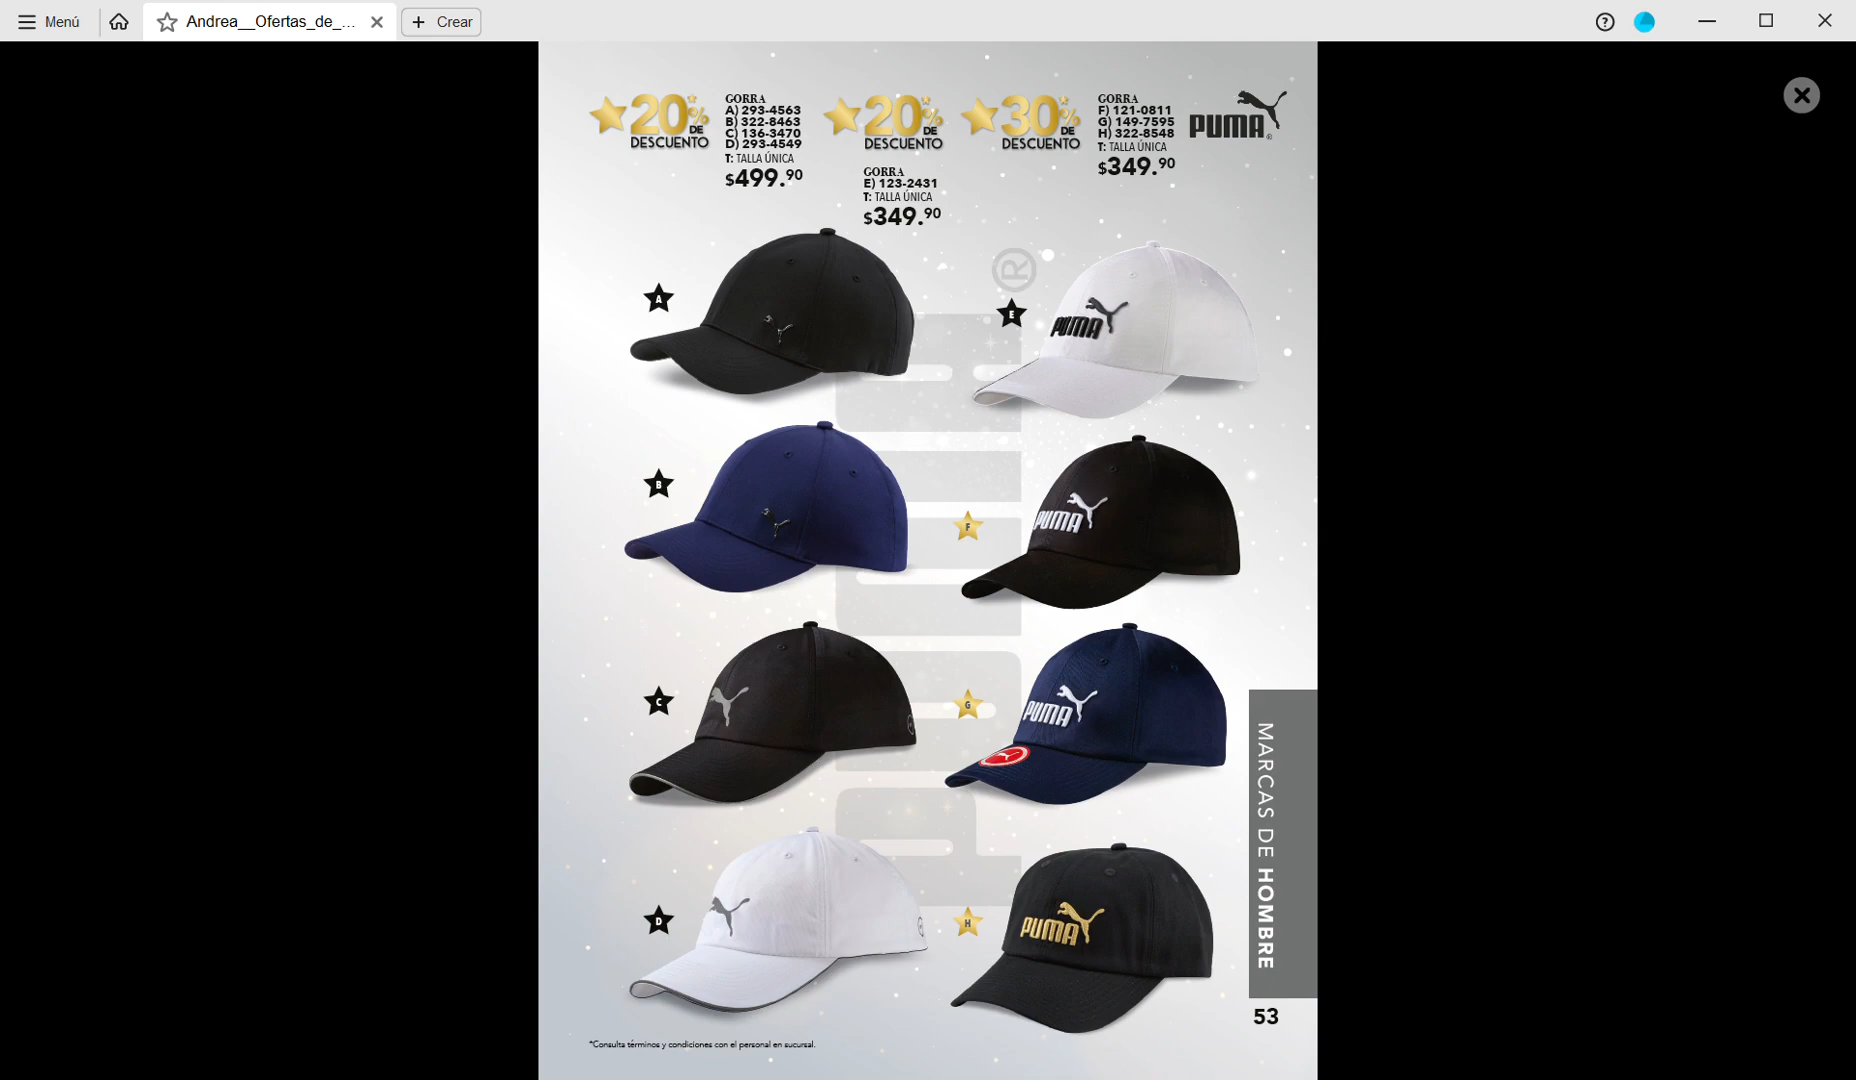 Menú
Andrea__Ofertas_de_...
+ Crear
20%*
DE
DESCUENTO
GORRA
A) 293-4563
B) 322-8463
C) 136-3470
D) 293-4549
T: TALLA ÚNICA
$499.90
20%*
DE
DESCUENTO
GORRA
E) 123-2431
T: TALLA ÚNICA
$349.90
30%*
DE
DESCUENTO
GORRA
F) 121-0811
G) 149-7595
H) 322-8548
T: TALLA ÚNICA
$349.90
PUMA®
A
E
PUMA
®
B
F
PUMA
C
G
PUMA
D
H
PUMA
PUMA
MARCAS DE HOMBRE
53
*Consulta términos y condiciones con el personal en sucursal.